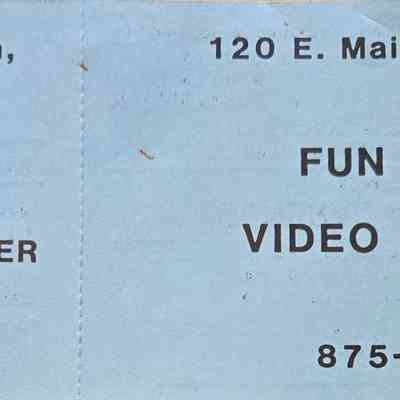 120 E. Mai
FUN
ER
VIDEO
875-